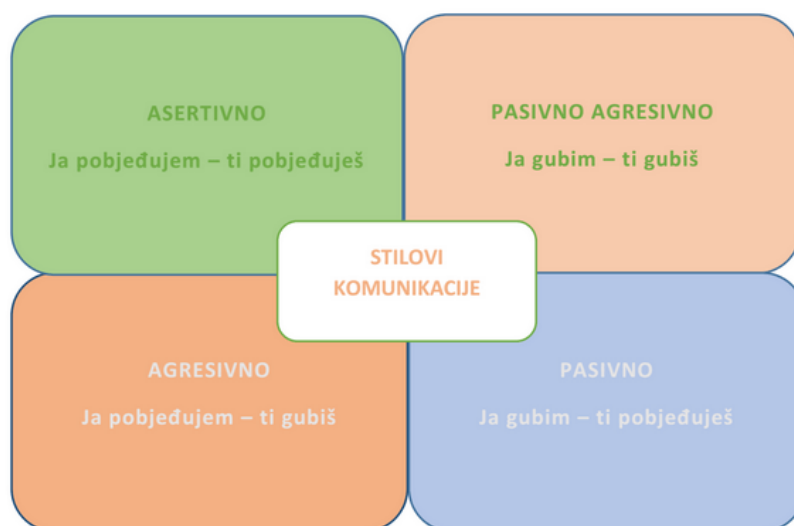 ASERTIVNO
Ja pobjeđujem – ti pobjeđuješ
PASIVNO AGRESIVNO
Ja gubim – ti gubiš
STILOVI
KOMUNIKACIJE
AGRESIVNO
Ja pobjeđujem – ti gubiš
PASIVNO
Ja gubim – ti pobjeđuješ